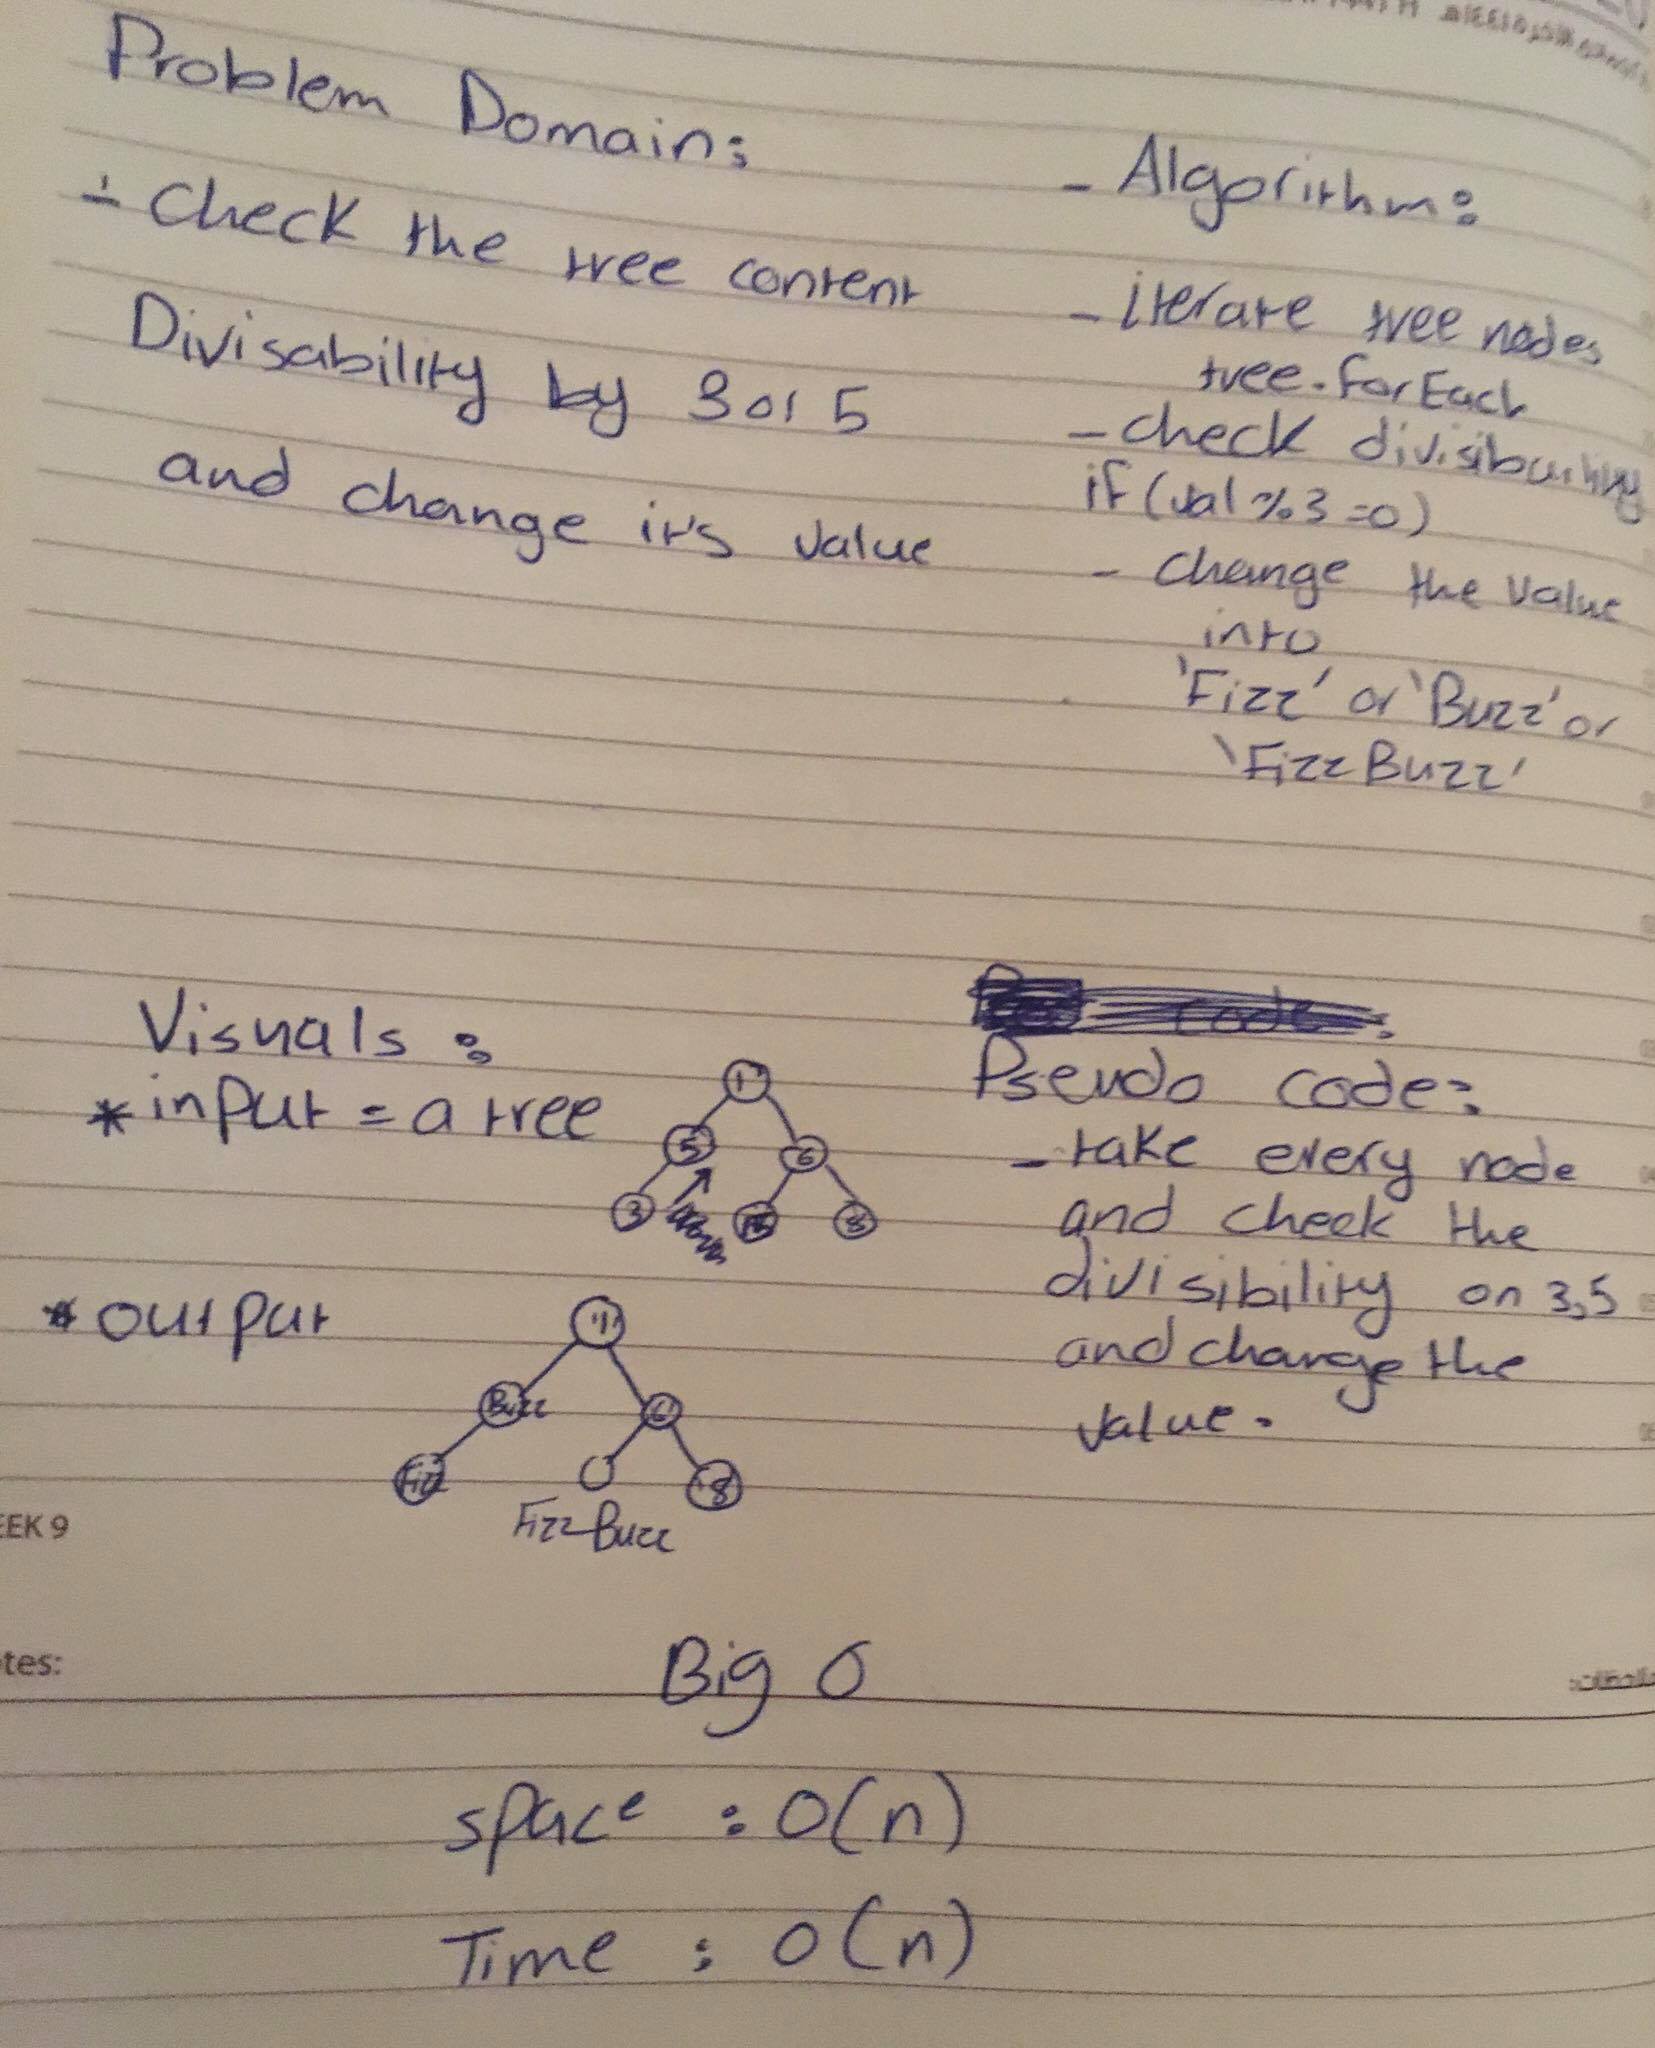 Problem Domain:
- Check the tree content
Divisability by 3 or 5
and change it's value
- Algorithm:
- iterate tree nodes
tree.forEach
- check
if (val % 3 = 0)
- Change the value
into
'Fizz' or 'Buzz' or
'FizzBuzz'
Visuals:
* input = a tree
1
5 6
3 15 8
* output
'1'
Buzz '6'
Fizz '8'
FizzBuzz
code:
Pseudo code:
- take every node
and check the
divisibility on 3,5
and change the
value.
EEK 9
tes:
Big O
space : O(n)
Time : O(n)